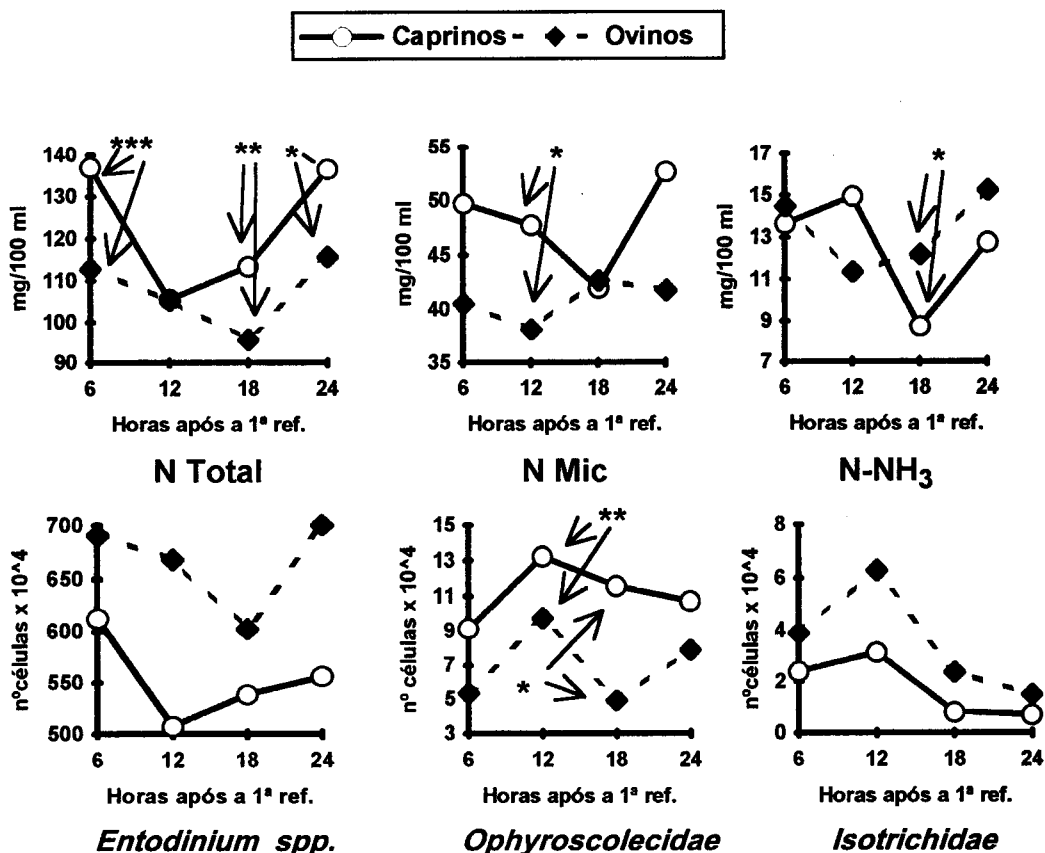 Caprinos Ovinos
*** ** *
140
130
120
110
100
90
mg/100 ml
6 12 18 24
Horas após a 1ª ref.
N Total
*
55
50
45
40
35
mg/100 ml
6 12 18 24
Horas após a 1ª ref.
N Mic
*
17
15
13
11
9
7
mg/100 ml
6 12 18 24
Horas após a 1ª ref.
N-NH3
700
650
600
550
500
nºcélulas x 10^4
6 12 18 24
Horas após a 1ª ref.
Entodinium spp.
**
*
15
13
11
9
7
5
3
nº células x 10^4
6 12 18 24
Horas após a 1ª ref.
Ophyroscolecidae
8
6
4
2
0
nºcélulas x 10^4
6 12 18 24
Horas após a 1ª ref.
Isotrichidae